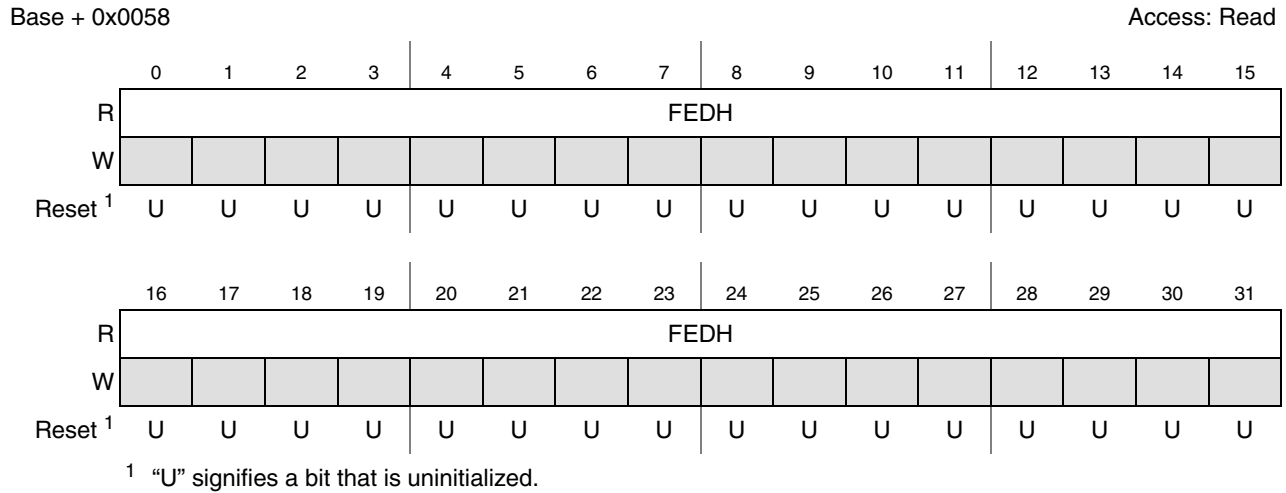 Base + 0x0058 Access: Read
0 1 2 3 4 5 6 7 8 9 10 11 12 13 14 15
R FEDH
W
Reset 1 U U U U U U U U U U U U U U U U
16 17 18 19 20 21 22 23 24 25 26 27 28 29 30 31
R FEDH
W
Reset 1 U U U U U U U U U U U U U U U U
1 “U” signifies a bit that is uninitialized.